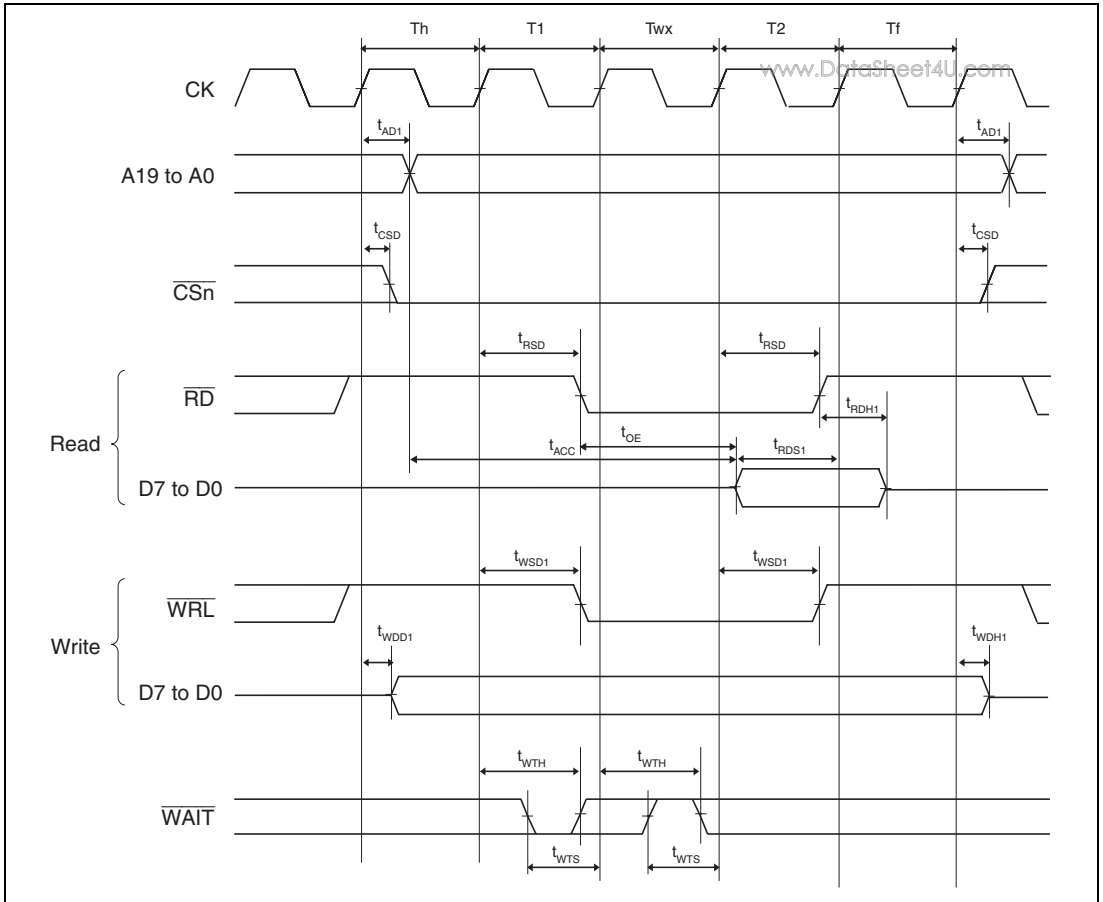 Th T1 Twx T2 Tf
www.DataSheet4U.com
CK
tAD1 tAD1
A19 to A0
tCSD tCSD
CSn
tRSD tRSD
RD
tRDH1
Read
tOE
tACC tRDS1
D7 to D0
tWSD1 tWSD1
WRL
Write
tWDD1 tWDH1
D7 to D0
tWTH tWTH
WAIT
tWTS tWTS